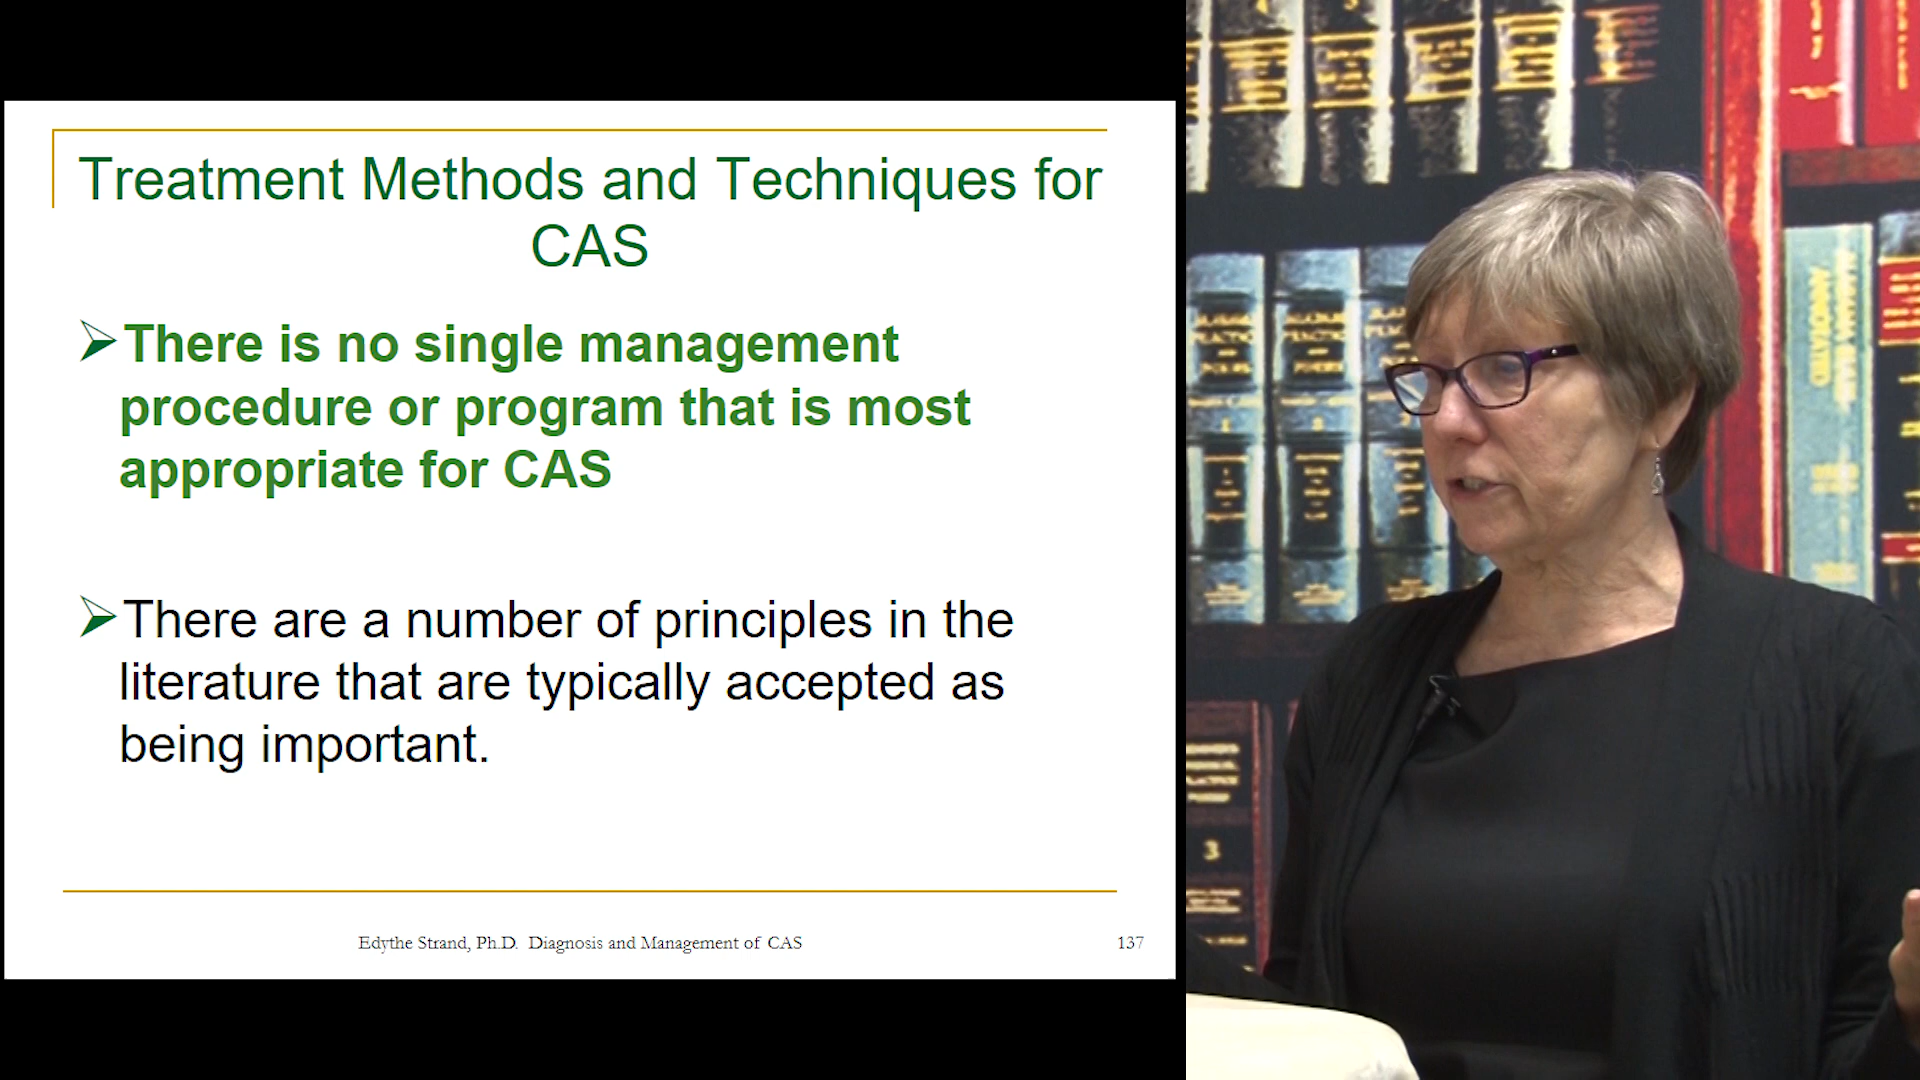 Treatment Methods and Techniques for
CAS
There is no single management
procedure or program that is most
appropriate for CAS
There are a number of principles in the
literature that are typically accepted as
being important.
Edythe Strand, Ph.D.  Diagnosis and Management of CAS
137
3